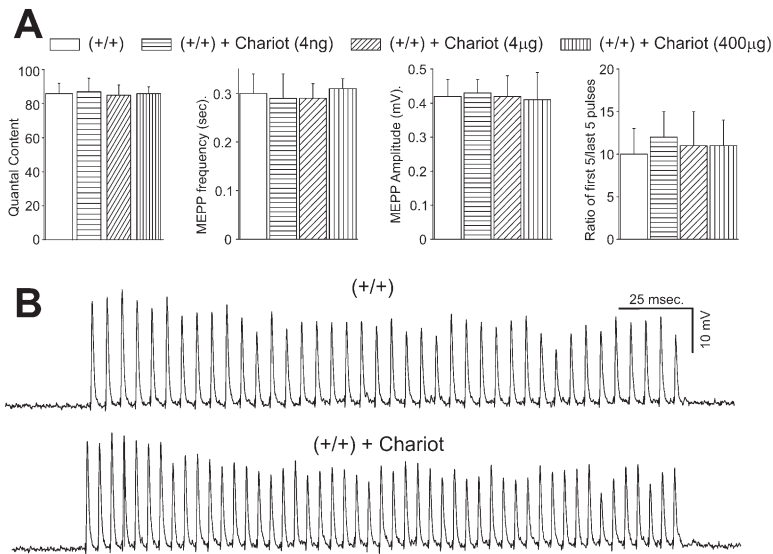 A
(+/+) (+/+) + Chariot (4ng) (+/+) + Chariot (4µg) (+/+) + Chariot (400µg)
Quantal Content
100
80
60
40
20
0
MEPP frequency (sec).
0.3
0.2
0.1
0
MEPP Amplitude (mV).
0.5
0.4
0.3
0.2
0.1
0
Ratio of first 5/last 5 pulses
20
15
10
5
0
B
(+/+)
25 msec.
10 mV
(+/+) + Chariot